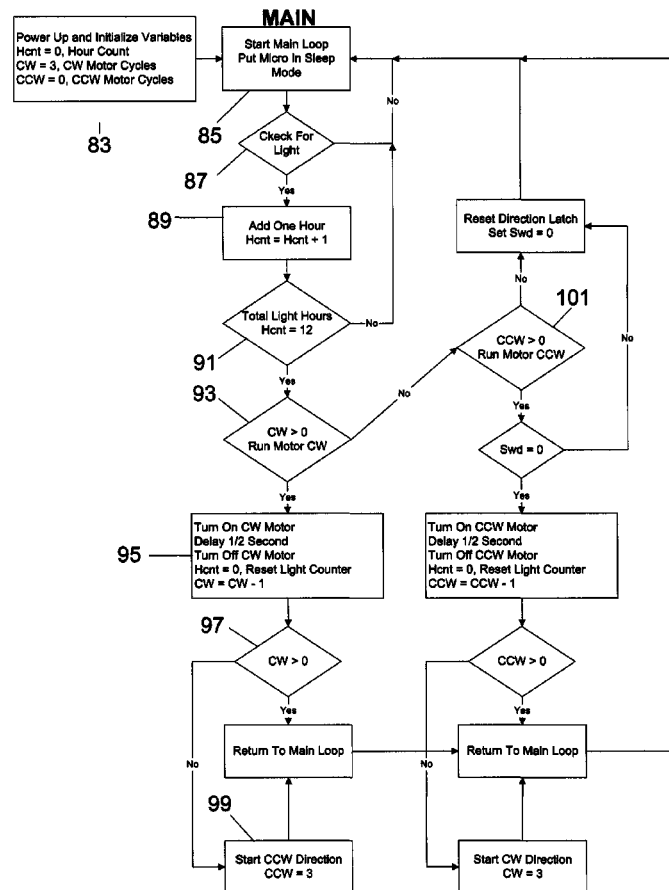 MAIN
Power Up and Initialize Variables
Hcnt = 0, Hour Count
CW = 3, CW Motor Cycles
CCW = 0, CCW Motor Cycles
83
Start Main Loop
Put Micro In Sleep
Mode
85
No
Ckeck For
Light
87
Yes
89
Add One Hour
Hcnt = Hcnt + 1
Reset Direction Latch
Set Swd = 0
No
101
Total Light Hours
Hcnt = 12
No
91
CCW > 0
Run Motor CCW
No
Yes
93
No
Yes
CW > 0
Run Motor CW
Swd = 0
Yes
Yes
95
Turn On CW Motor
Delay 1/2 Second
Turn Off CW Motor
Hcnt = 0, Reset Light Counter
CW = CW - 1
Turn On CCW Motor
Delay 1/2 Second
Turn Off CCW Motor
Hcnt = 0, Reset Light Counter
CCW = CCW - 1
97
CW > 0
CCW > 0
Yes
Yes
Return To Main Loop
Return To Main Loop
No
No
99
Start CCW Direction
CCW = 3
Start CW Direction
CW = 3